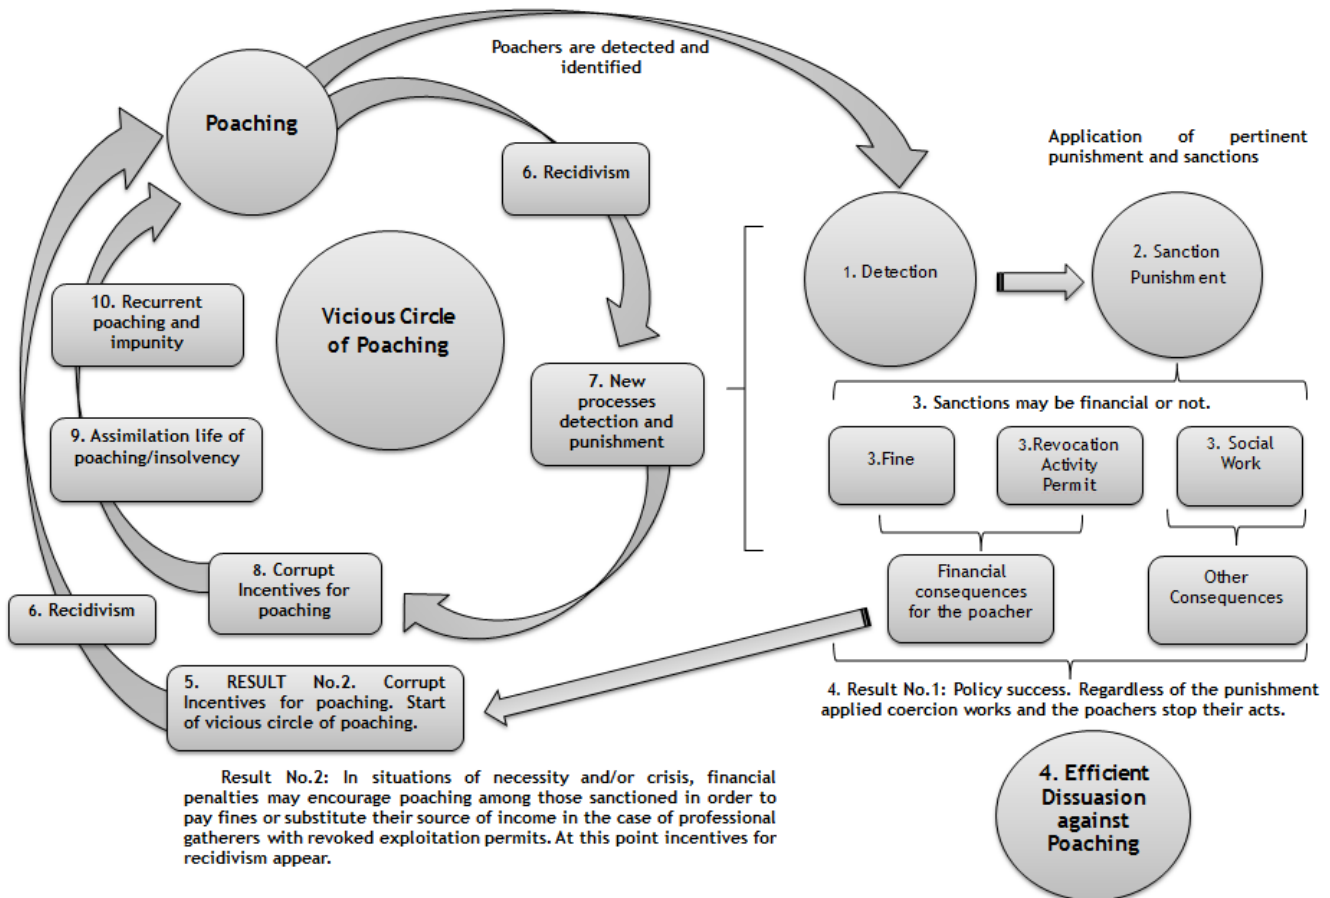 Poachers are detected and
identified
Poaching
Application of pertinent
punishment and sanctions
6. Recidivism
1. Detection
2. Sanction
Punishment
10. Recurrent
poaching and
impunity
Vicious Circle
of Poaching
7. New
processes
detection and
punishment
3. Sanctions may be financial or not.
9. Assimilation life of
poaching/insolvency
3.Fine
3.Revocation
Activity
Permit
3. Social
Work
8. Corrupt
Incentives for
poaching
Financial
consequences
for the poacher
Other
Consequences
6. Recidivism
5. RESULT No.2. Corrupt
Incentives for poaching. Start
of vicious circle of poaching.
4. Result No.1: Policy success. Regardless of the punishment
applied coercion works and the poachers stop their acts.
Result No.2: In situations of necessity and/or crisis, financial
penalties may encourage poaching among those sanctioned in order to
pay fines or substitute their source of income in the case of professional
gatherers with revoked exploitation permits. At this point incentives for
recidivism appear.
4. Efficient
Dissuasion
against
Poaching